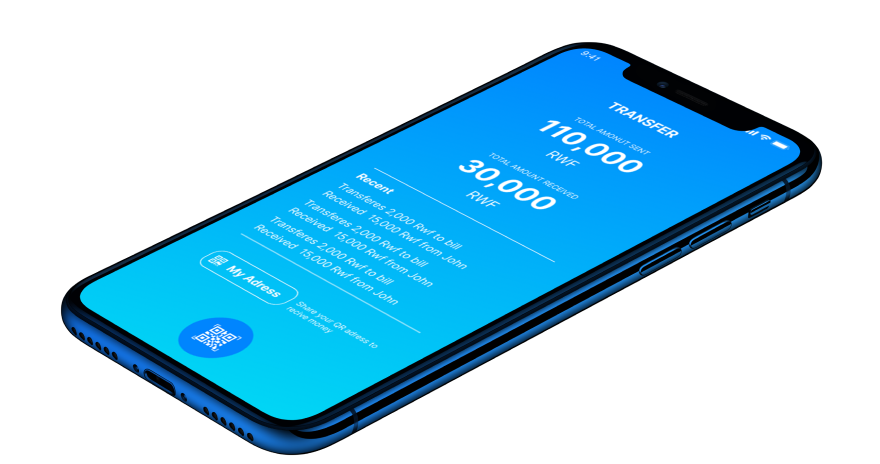 9:41
TRANSFER
TOTAL AMONUT SENT
110,000
RWF
TOTAL AMOUNT RECEIVED
30,000
RWF
Recent
Transferes 2,000 Rwf to bill
Received 15,000 Rwf from John
Transferes 2,000 Rwf to bill
Received 15,000 Rwf from John
Transferes 2,000 Rwf to bill
Received 15,000 Rwf from John
My Adress
Share your QR adress to
recive money